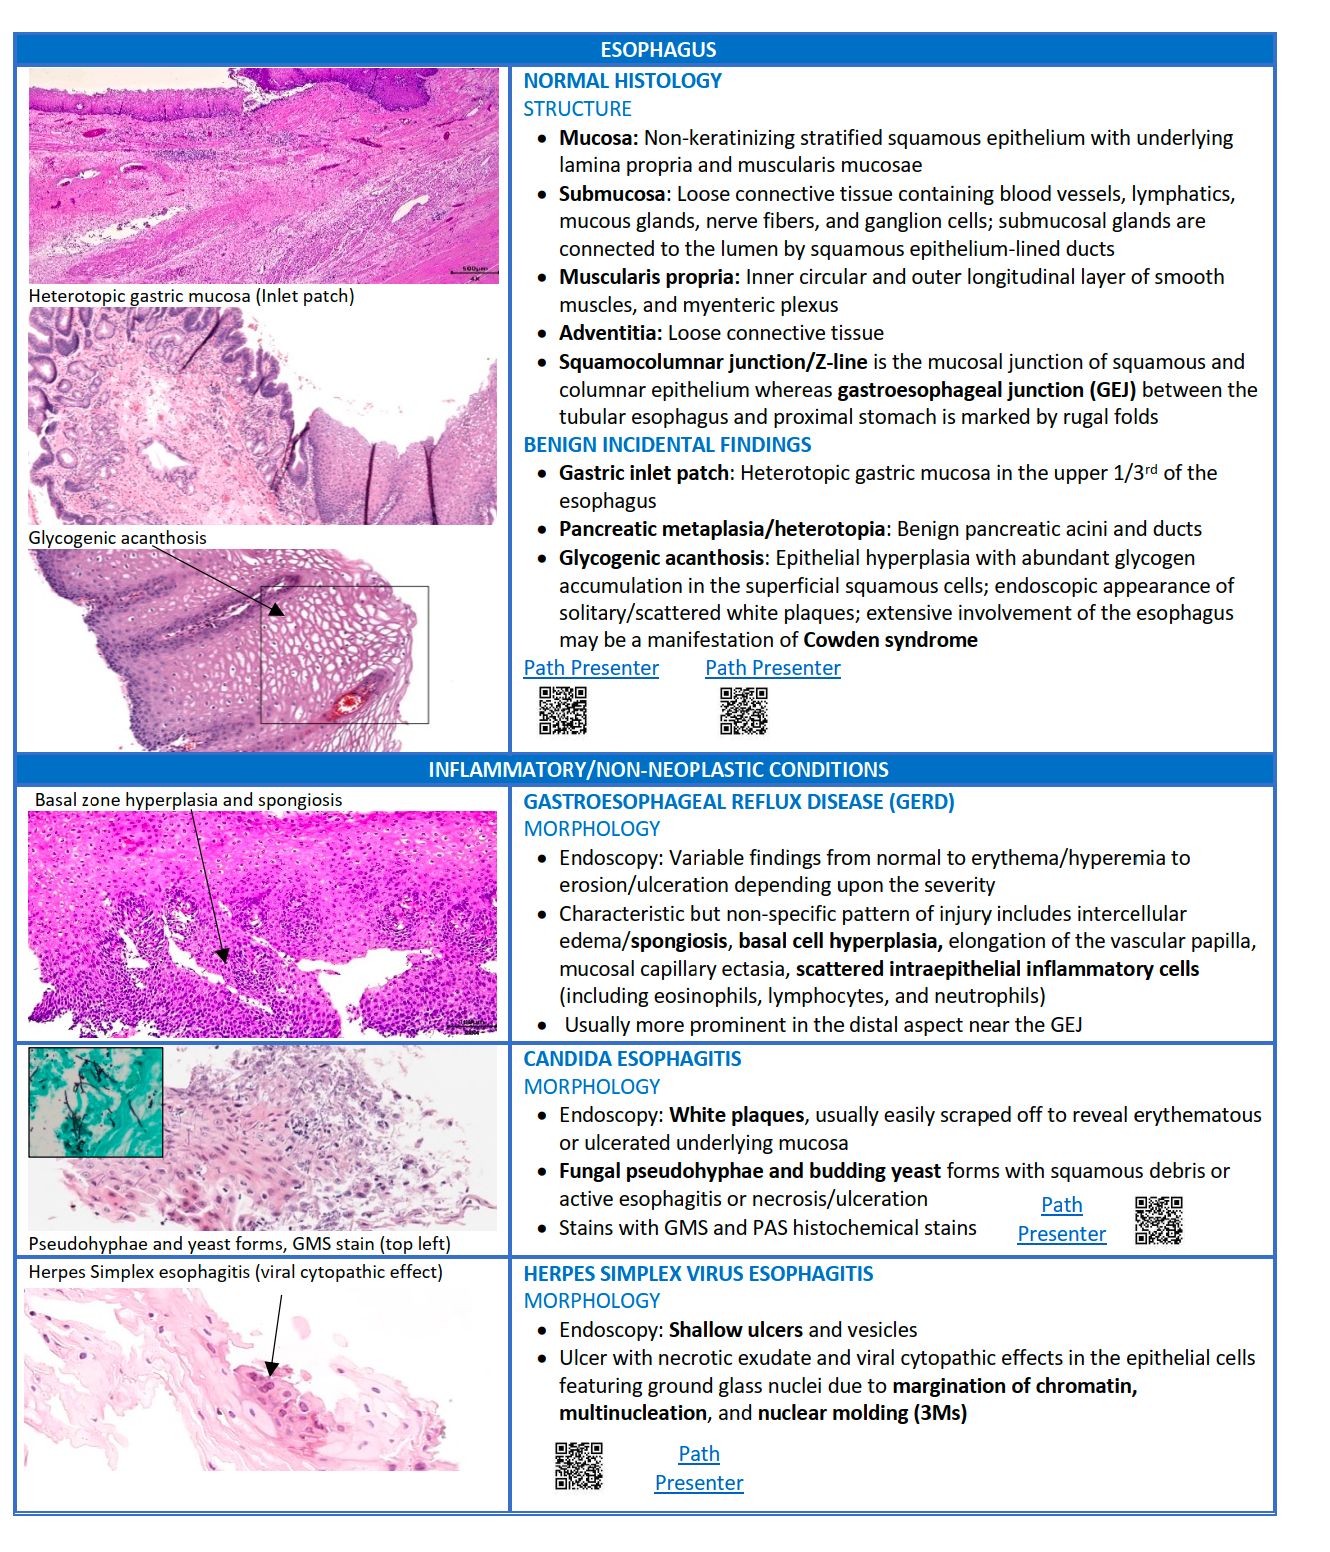 ESOPHAGUS
500µm
4X
Heterotopic gastric mucosa (Inlet patch)
Glycogenic acanthosis
NORMAL HISTOLOGY
STRUCTURE
• Mucosa: Non-keratinizing stratified squamous epithelium with underlying
lamina propria and muscularis mucosae
• Submucosa: Loose connective tissue containing blood vessels, lymphatics,
mucous glands, nerve fibers, and ganglion cells; submucosal glands are
connected to the lumen by squamous epithelium-lined ducts
• Muscularis propria: Inner circular and outer longitudinal layer of smooth
muscles, and myenteric plexus
• Adventitia: Loose connective tissue
• Squamocolumnar junction/Z-line is the mucosal junction of squamous and
columnar epithelium whereas gastroesophageal junction (GEJ) between the
tubular esophagus and proximal stomach is marked by rugal folds
BENIGN INCIDENTAL FINDINGS
• Gastric inlet patch: Heterotopic gastric mucosa in the upper 1/3rd of the
esophagus
• Pancreatic metaplasia/heterotopia: Benign pancreatic acini and ducts
• Glycogenic acanthosis: Epithelial hyperplasia with abundant glycogen
accumulation in the superficial squamous cells; endoscopic appearance of
solitary/scattered white plaques; extensive involvement of the esophagus
may be a manifestation of Cowden syndrome
Path Presenter Path Presenter
INFLAMMATORY/NON-NEOPLASTIC CONDITIONS
Basal zone hyperplasia and spongiosis
GASTROESOPHAGEAL REFLUX DISEASE (GERD)
MORPHOLOGY
• Endoscopy: Variable findings from normal to erythema/hyperemia to
erosion/ulceration depending upon the severity
• Characteristic but non-specific pattern of injury includes intercellular
edema/spongiosis, basal cell hyperplasia, elongation of the vascular papilla,
mucosal capillary ectasia, scattered intraepithelial inflammatory cells
(including eosinophils, lymphocytes, and neutrophils)
• Usually more prominent in the distal aspect near the GEJ
Pseudohyphae and yeast forms, GMS stain (top left)
CANDIDA ESOPHAGITIS
MORPHOLOGY
• Endoscopy: White plaques, usually easily scraped off to reveal erythematous
or ulcerated underlying mucosa
• Fungal pseudohyphae and budding yeast forms with squamous debris or
active esophagitis or necrosis/ulceration
• Stains with GMS and PAS histochemical stains
Path
Presenter
Herpes Simplex esophagitis (viral cytopathic effect)
HERPES SIMPLEX VIRUS ESOPHAGITIS
MORPHOLOGY
• Endoscopy: Shallow ulcers and vesicles
• Ulcer with necrotic exudate and viral cytopathic effects in the epithelial cells
featuring ground glass nuclei due to margination of chromatin,
multinucleation, and nuclear molding (3Ms)
Path
Presenter